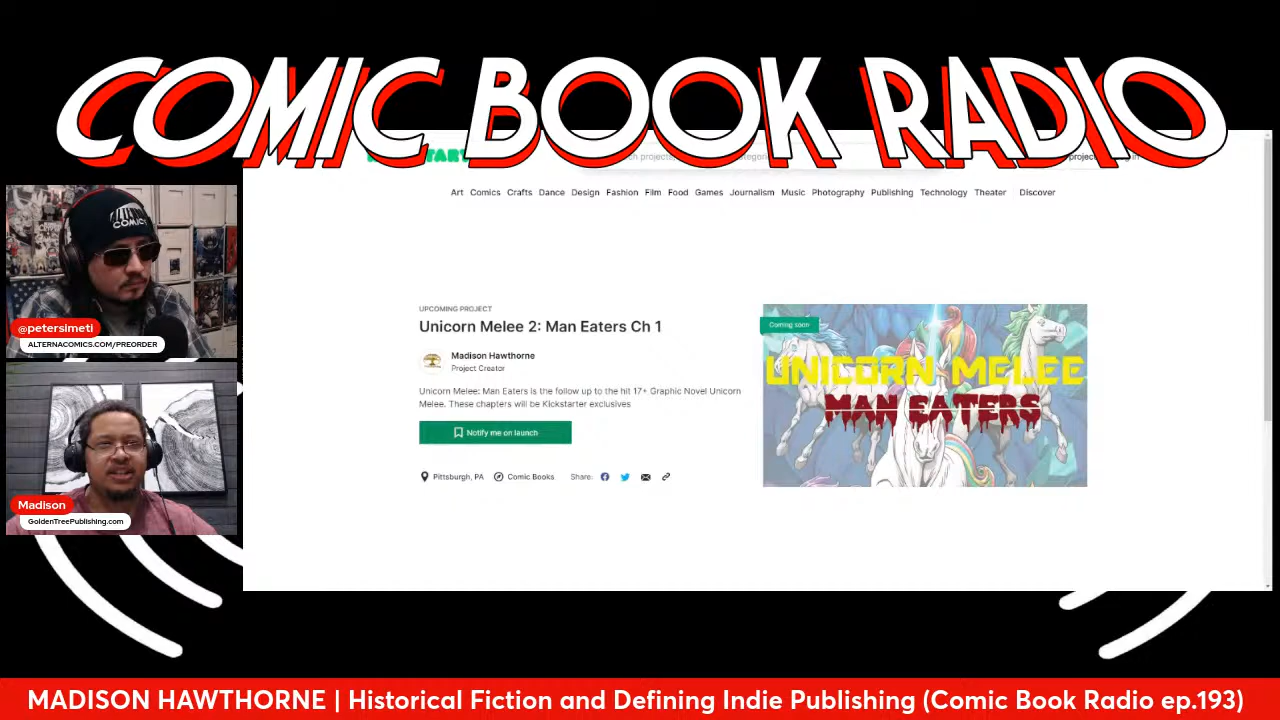 COMIC BOOK RADIO
Art Comics Crafts Dance Design Fashion Film Food Games Journalism Music Photography Publishing Technology Theater Discover
ALTERNA
COMICS
@petersimeti
ALTERNACOMICS.COM/PREORDER
UPCOMING PROJECT
Unicorn Melee 2: Man Eaters Ch 1
Madison Hawthorne
Project Creator
Unicorn Melee: Man Eaters is the follow up to the hit 17+ Graphic Novel Unicorn
Melee. These chapters will be Kickstarter exclusives
Notify me on launch
Pittsburgh, PA Comic Books Share:
Coming soon
UNICORN MELEE
MAN EATERS
Madison
GoldenTreePublishing.com
MADISON HAWTHORNE | Historical Fiction and Defining Indie Publishing (Comic Book Radio ep.193)